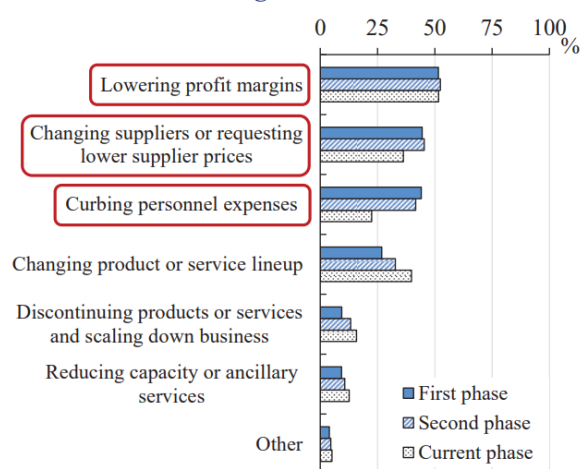 0 25 50 75 100
%
Lowering profit margins
Changing suppliers or requesting
lower supplier prices
Curbing personnel expenses
Changing product or service lineup
Discontinuing products or services
and scaling down business
Reducing capacity or ancillary
services
Other
First phase
Second phase
Current phase